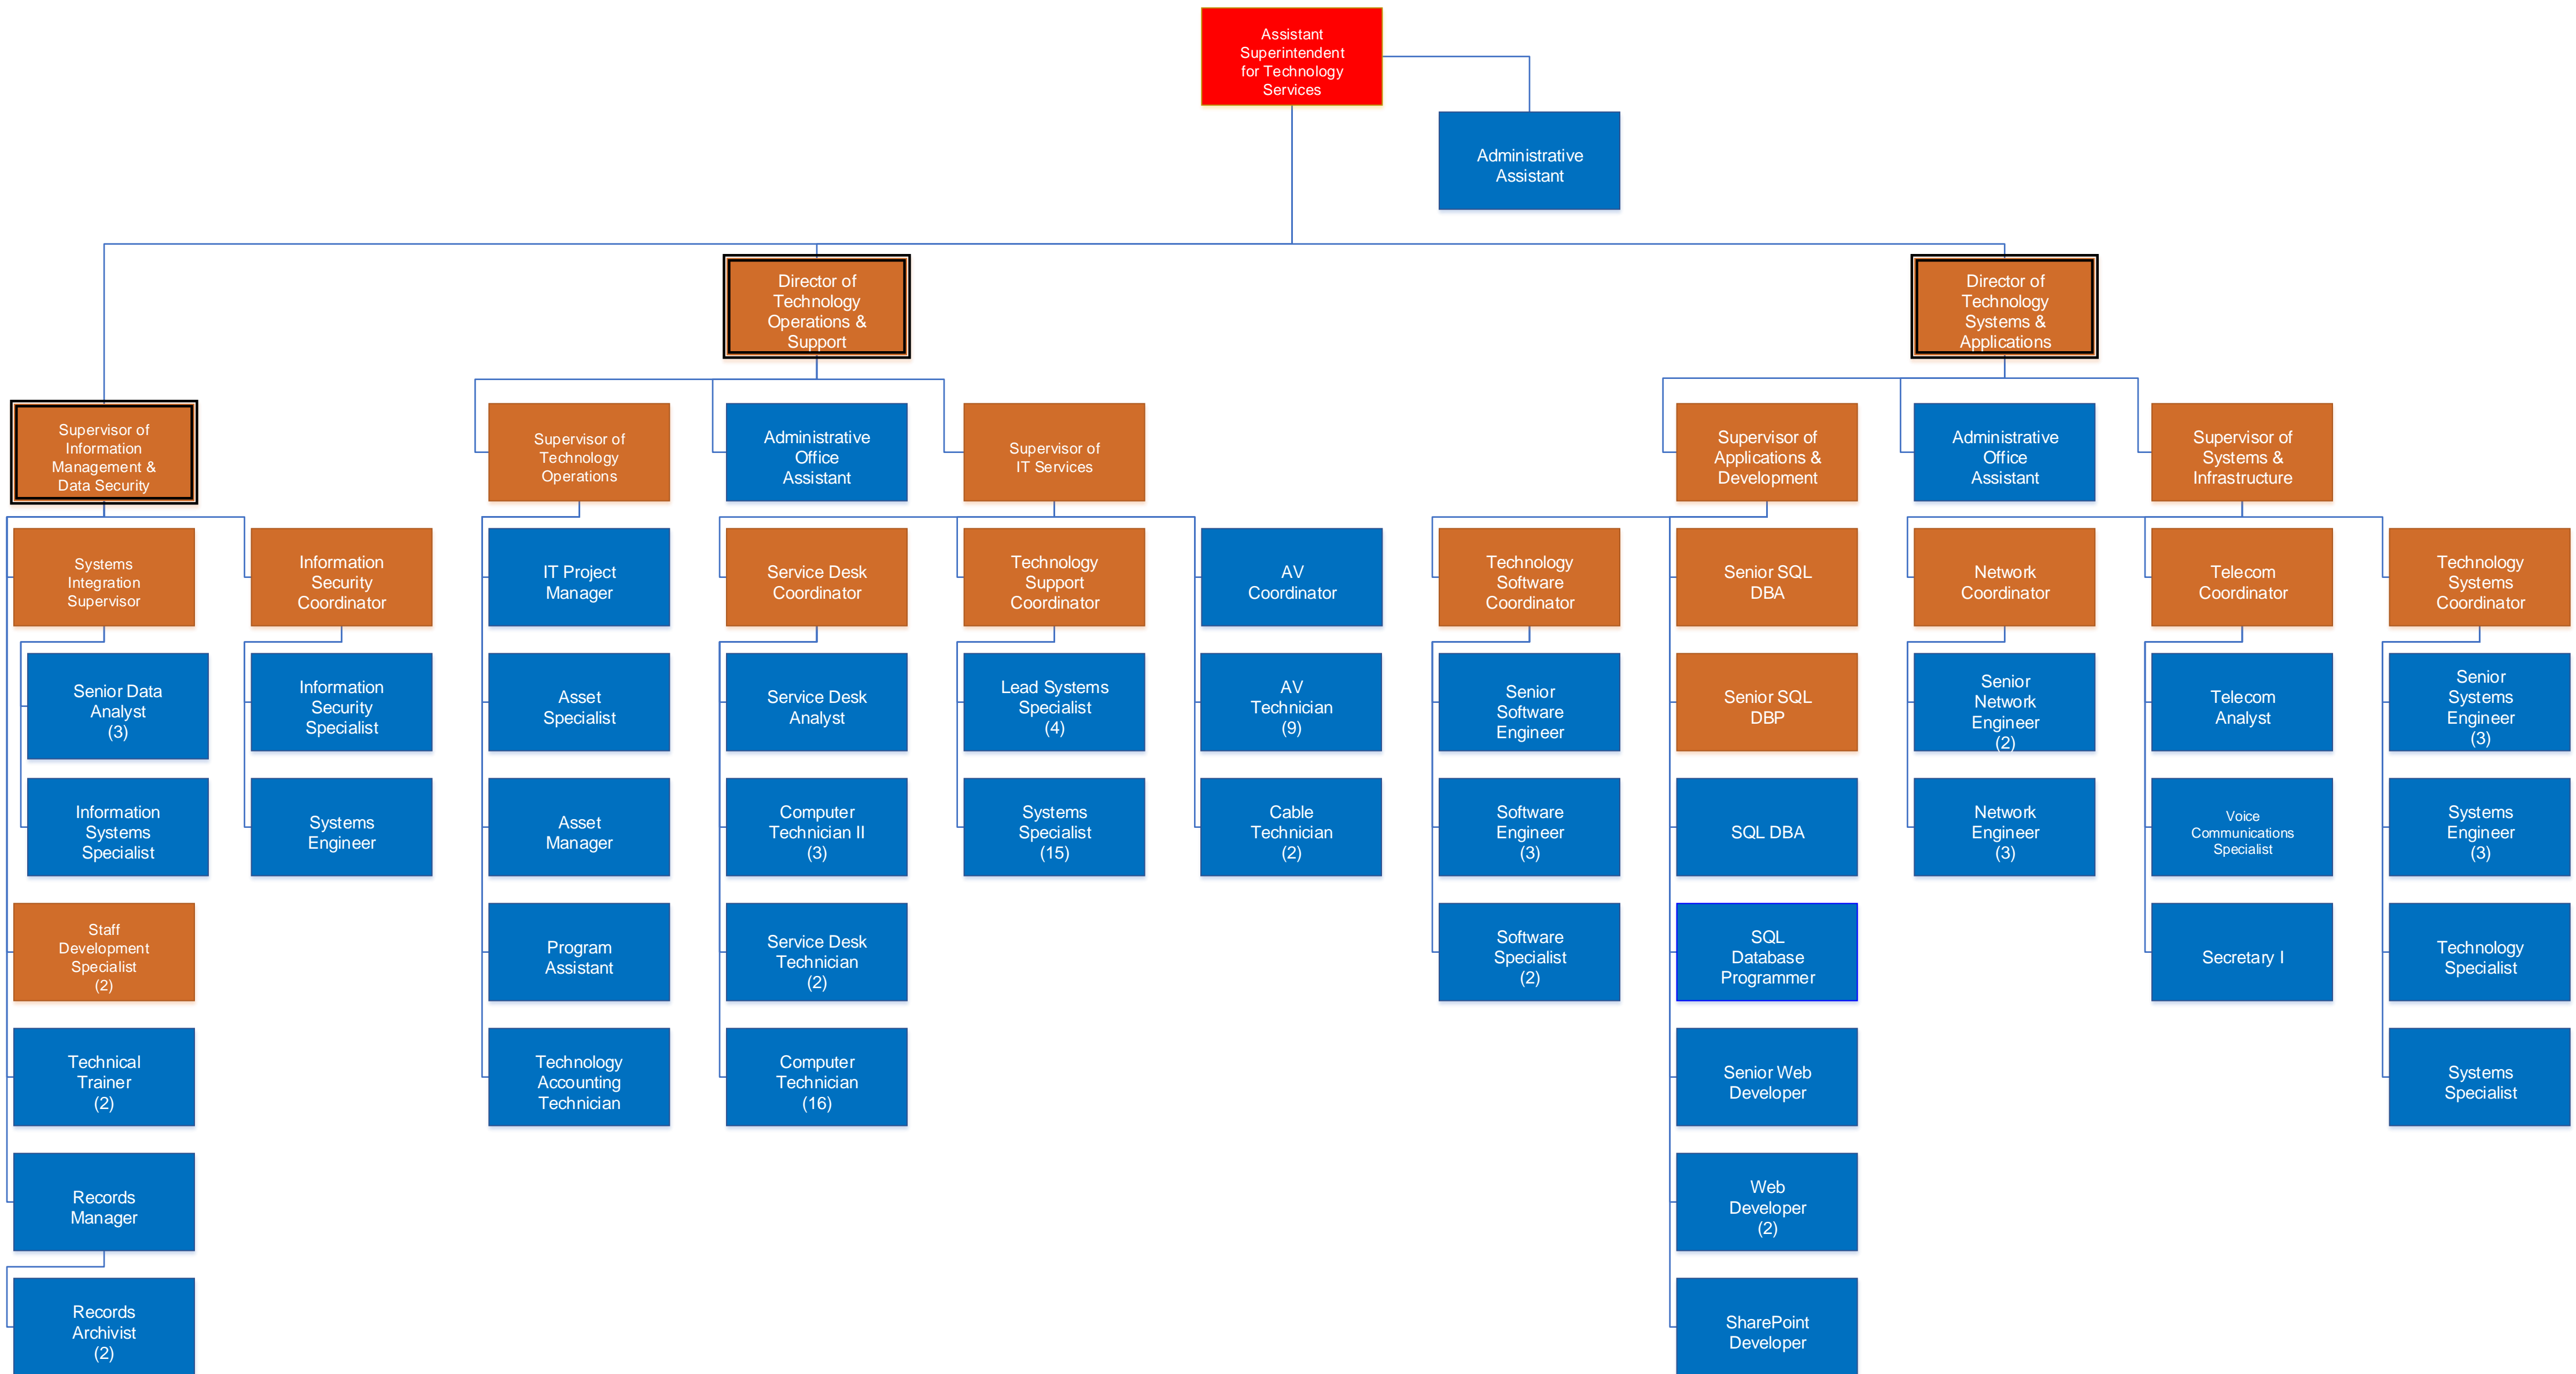 Assistant
Superintendent
for Technology
Services
Administrative
Assistant
Director of
Technology
Operations &
Support
Director of
Technology
Systems &
Applications
Supervisor of
Information
Management &
Data Security
Supervisor of
Technology
Operations
Administrative
Office
Assistant
Supervisor of
IT Services
Supervisor of
Applications &
Development
Administrative
Office
Assistant
Supervisor of
Systems &
Infrastructure
Systems
Integration
Supervisor
Information
Security
Coordinator
IT Project
Manager
Service Desk
Coordinator
Technology
Support
Coordinator
AV
Coordinator
Technology
Software
Coordinator
Senior SQL
DBA
Network
Coordinator
Telecom
Coordinator
Technology
Systems
Coordinator
Senior Data
Analyst
(3)
Information
Security
Specialist
Asset
Specialist
Service Desk
Analyst
Lead Systems
Specialist
(4)
AV
Technician
(9)
Senior
Software
Engineer
Senior SQL
DBP
Senior
Network
Engineer
(2)
Telecom
Analyst
Senior
Systems
Engineer
(3)
Information
Systems
Specialist
Systems
Engineer
Asset
Manager
Computer
Technician II
(3)
Systems
Specialist
(15)
Cable
Technician
(2)
Software
Engineer
(3)
SQL DBA
Network
Engineer
(3)
Voice
Communications
Specialist
Systems
Engineer
(3)
Staff
Development
Specialist
(2)
Program
Assistant
Service Desk
Technician
(2)
Software
Specialist
(2)
SQL
Database
Programmer
Secretary I
Technology
Specialist
Technical
Trainer
(2)
Technology
Accounting
Technician
Computer
Technician
(16)
Senior Web
Developer
Systems
Specialist
Records
Manager
Web
Developer
(2)
Records
Archivist
(2)
SharePoint
Developer